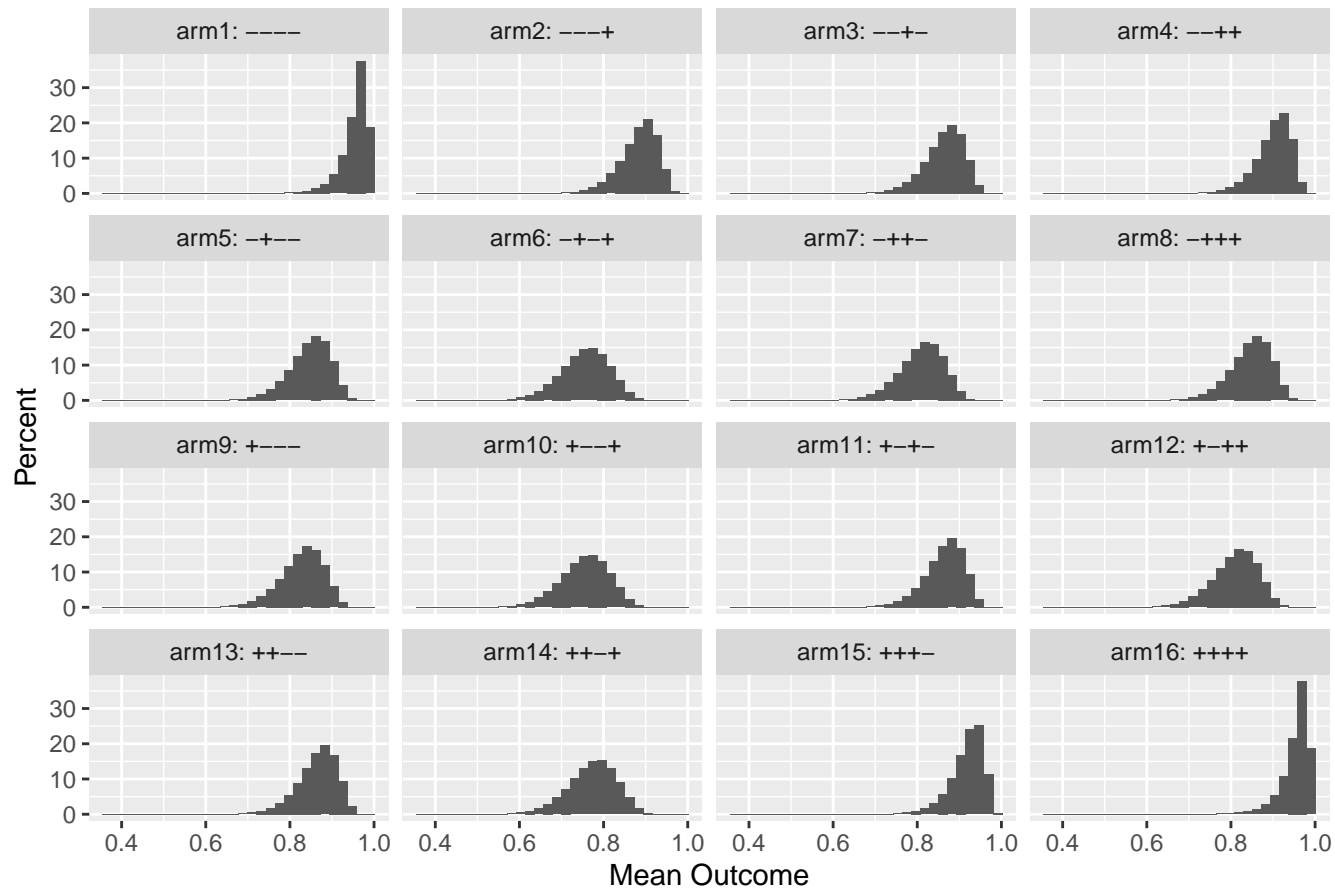 arm1: −−−− arm2: −−−+ arm3: −−+− arm4: −−++
30
20
10
0
arm5: −+−− arm6: −+−+ arm7: −++− arm8: −+++
30
20
10
0
arm9: +−−− arm10: +−−+ arm11: +−+− arm12: +−++
30
20
10
0
arm13: ++−− arm14: ++−+ arm15: +++− arm16: ++++
30
20
10
0
0.4 0.6 0.8 1.0 0.4 0.6 0.8 1.0 0.4 0.6 0.8 1.0 0.4 0.6 0.8 1.0
Mean Outcome
Percent